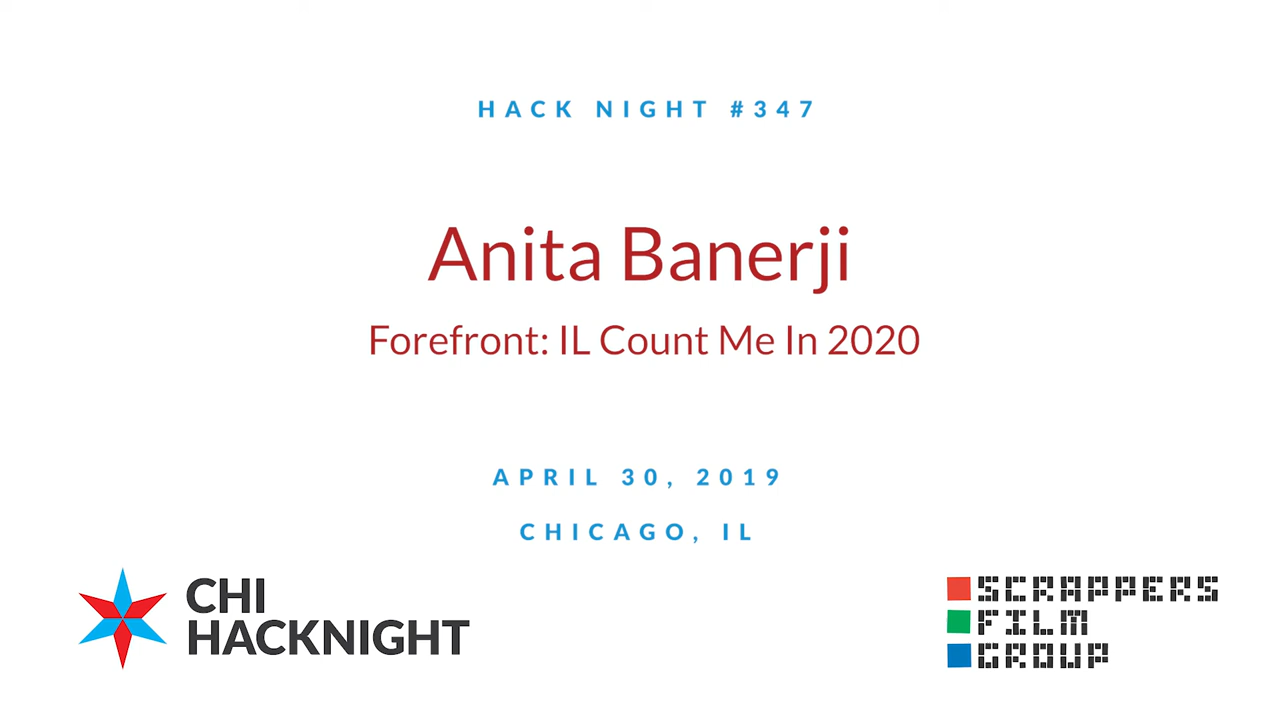 HACK NIGHT #347
Anita Banerji
Forefront: IL Count Me In 2020
APRIL 30, 2019
CHICAGO, IL
CHI
HACKNIGHT
SCRAPPERS
FILM
GROUP